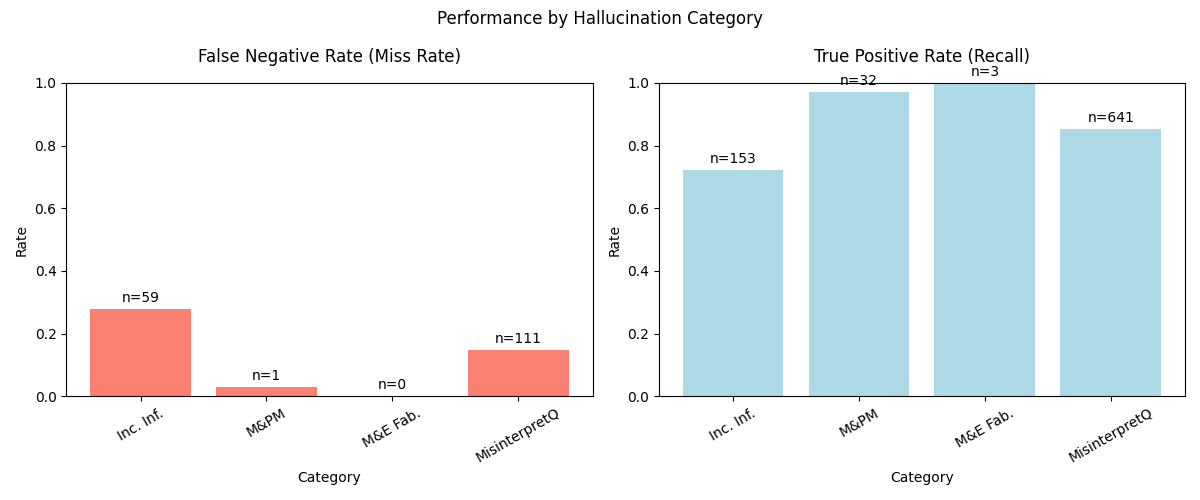 Performance by Hallucination Category
False Negative Rate (Miss Rate)
1.0
0.8
0.6
0.4
0.2
0.0
Rate
n=59
n=1
n=0
n=111
Inc. Inf.
M&PM
M&E Fab.
MisinterpretQ
Category
True Positive Rate (Recall)
1.0
0.8
0.6
0.4
0.2
0.0
Rate
n=153
n=32
n=3
n=641
Inc. Inf.
M&PM
M&E Fab.
MisinterpretQ
Category